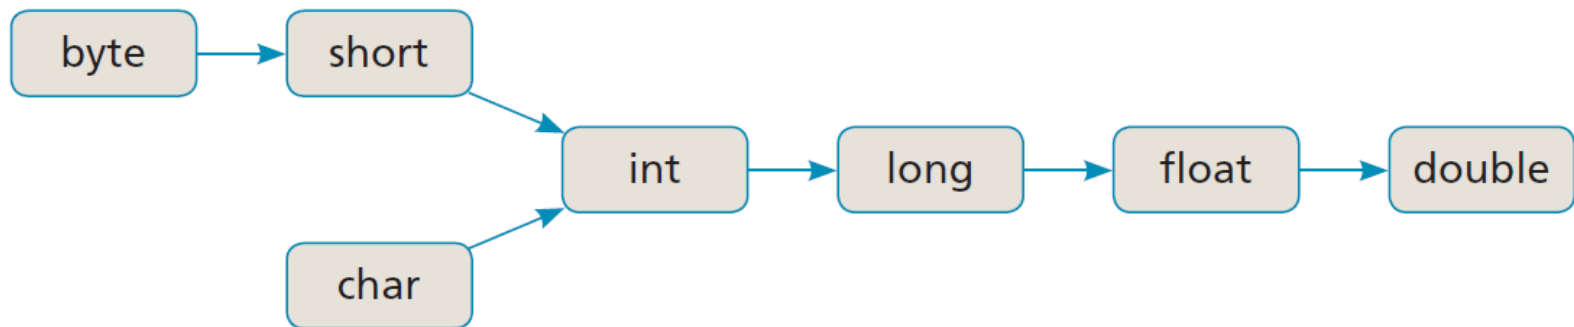 byte
short
int
long
float
double
char